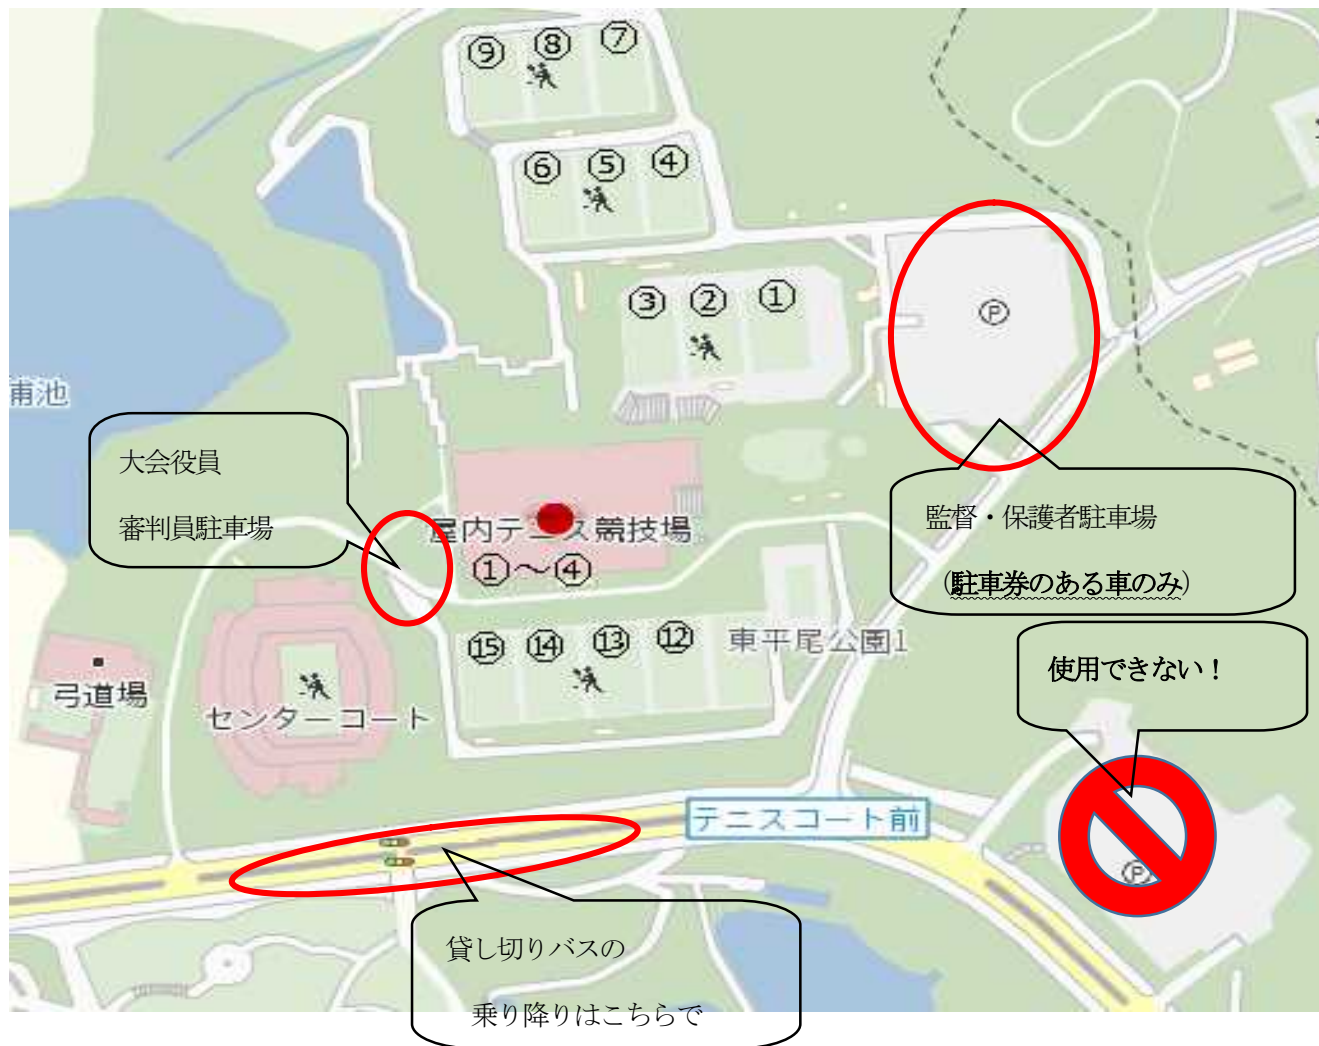 ⑨ ⑧ ⑦
⑥ ⑤ ④
③ ② ①
Ⓟ
浦池
大会役員
審判員駐車場
屋内テニス競技場
①～④
監督・保護者駐車場
(駐車券のある車のみ)
⑮ ⑭ ⑬ ⑫
東平尾公園1
使用できない！
弓道場
センターコート
テニスコート前
Ⓟ
貸し切りバスの
乗り降りはこちらで